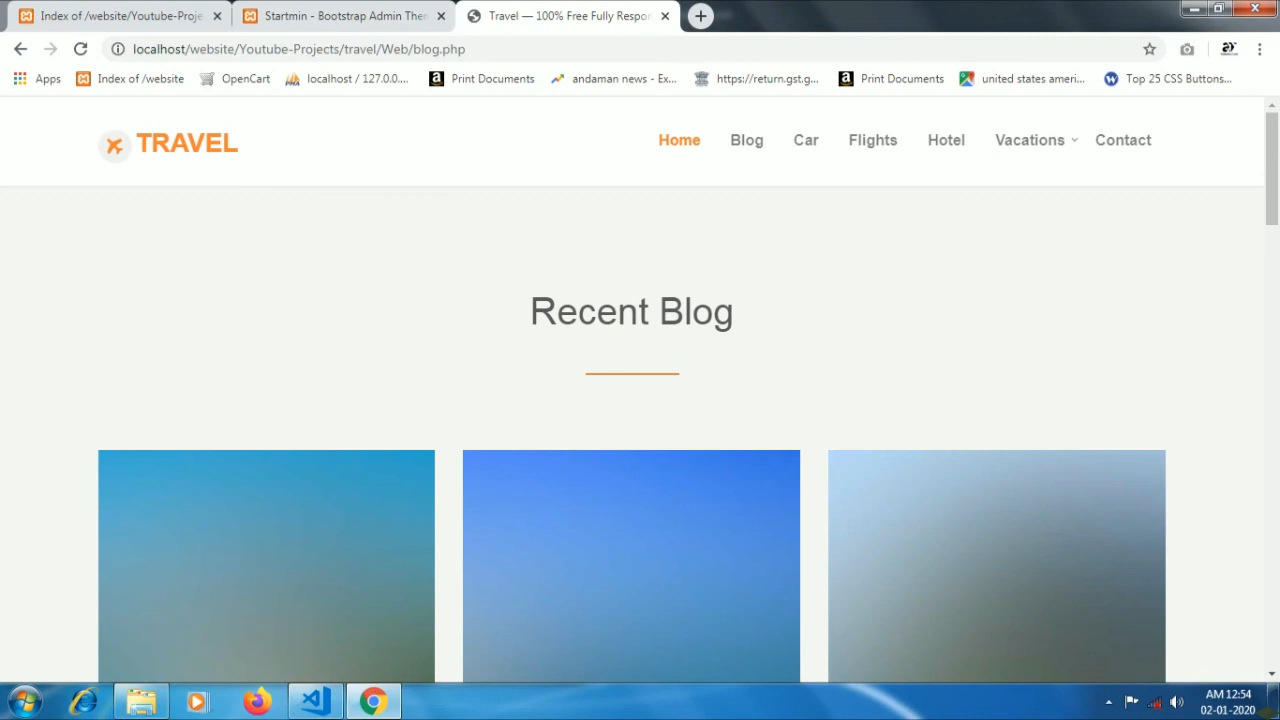 Index of /website/Youtube-Proje
Startmin - Bootstrap Admin Ther
Travel — 100% Free Fully Respor
localhost/website/Youtube-Projects/travel/Web/blog.php
Apps
Index of /website
OpenCart
localhost / 127.0.0....
Print Documents
andaman news - Ex...
https://return.gst.g...
Print Documents
united states ameri...
Top 25 CSS Buttons...
TRAVEL
Home
Blog
Car
Flights
Hotel
Vacations
Contact
Recent Blog
AM 12:54
02-01-2020